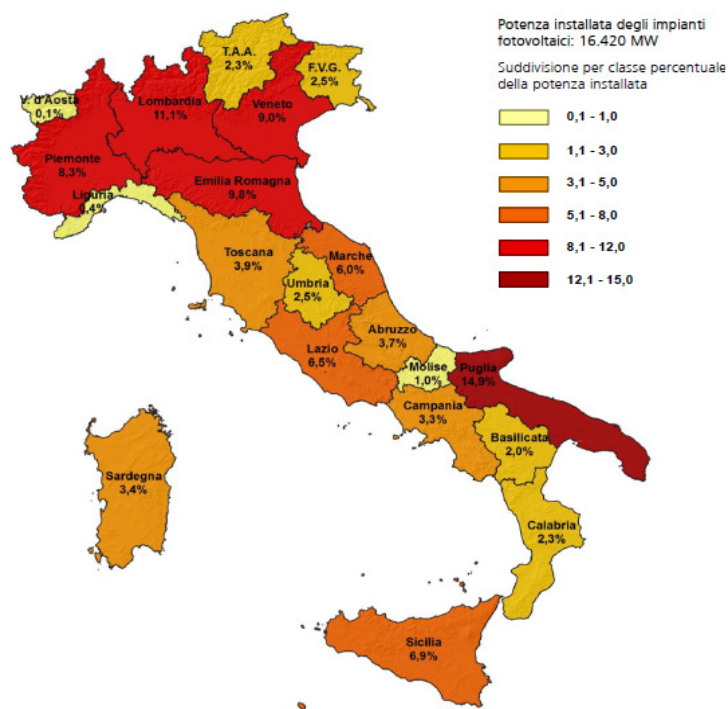 Potenza installata degli impianti
fotovoltaici: 16.420 MW
Suddivisione per classe percentuale
della potenza installata
0,1 - 1,0
1,1 - 3,0
3,1 - 5,0
5,1 - 8,0
8,1 - 12,0
12,1 - 15,0
T.A.A.
2,3%
F.V.G.
2,5%
V. d'Aosta
0,1%
Lombardia
11,1%
Veneto
9,0%
Piemonte
8,3%
Emilia Romagna
9,8%
Liguria
0,4%
Toscana
3,9%
Marche
6,0%
Umbria
2,5%
Abruzzo
3,7%
Lazio
6,5%
Molise
1,0%
Puglia
14,9%
Campania
3,3%
Basilicata
2,0%
Sardegna
3,4%
Calabria
2,3%
Sicilia
6,9%